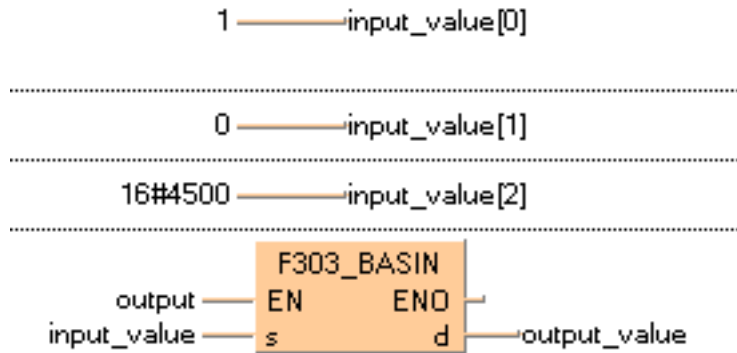 1 input_value[0]
0 input_value[1]
16#4500 input_value[2]
F303_BASIN
output EN ENO
input_value s d output_value